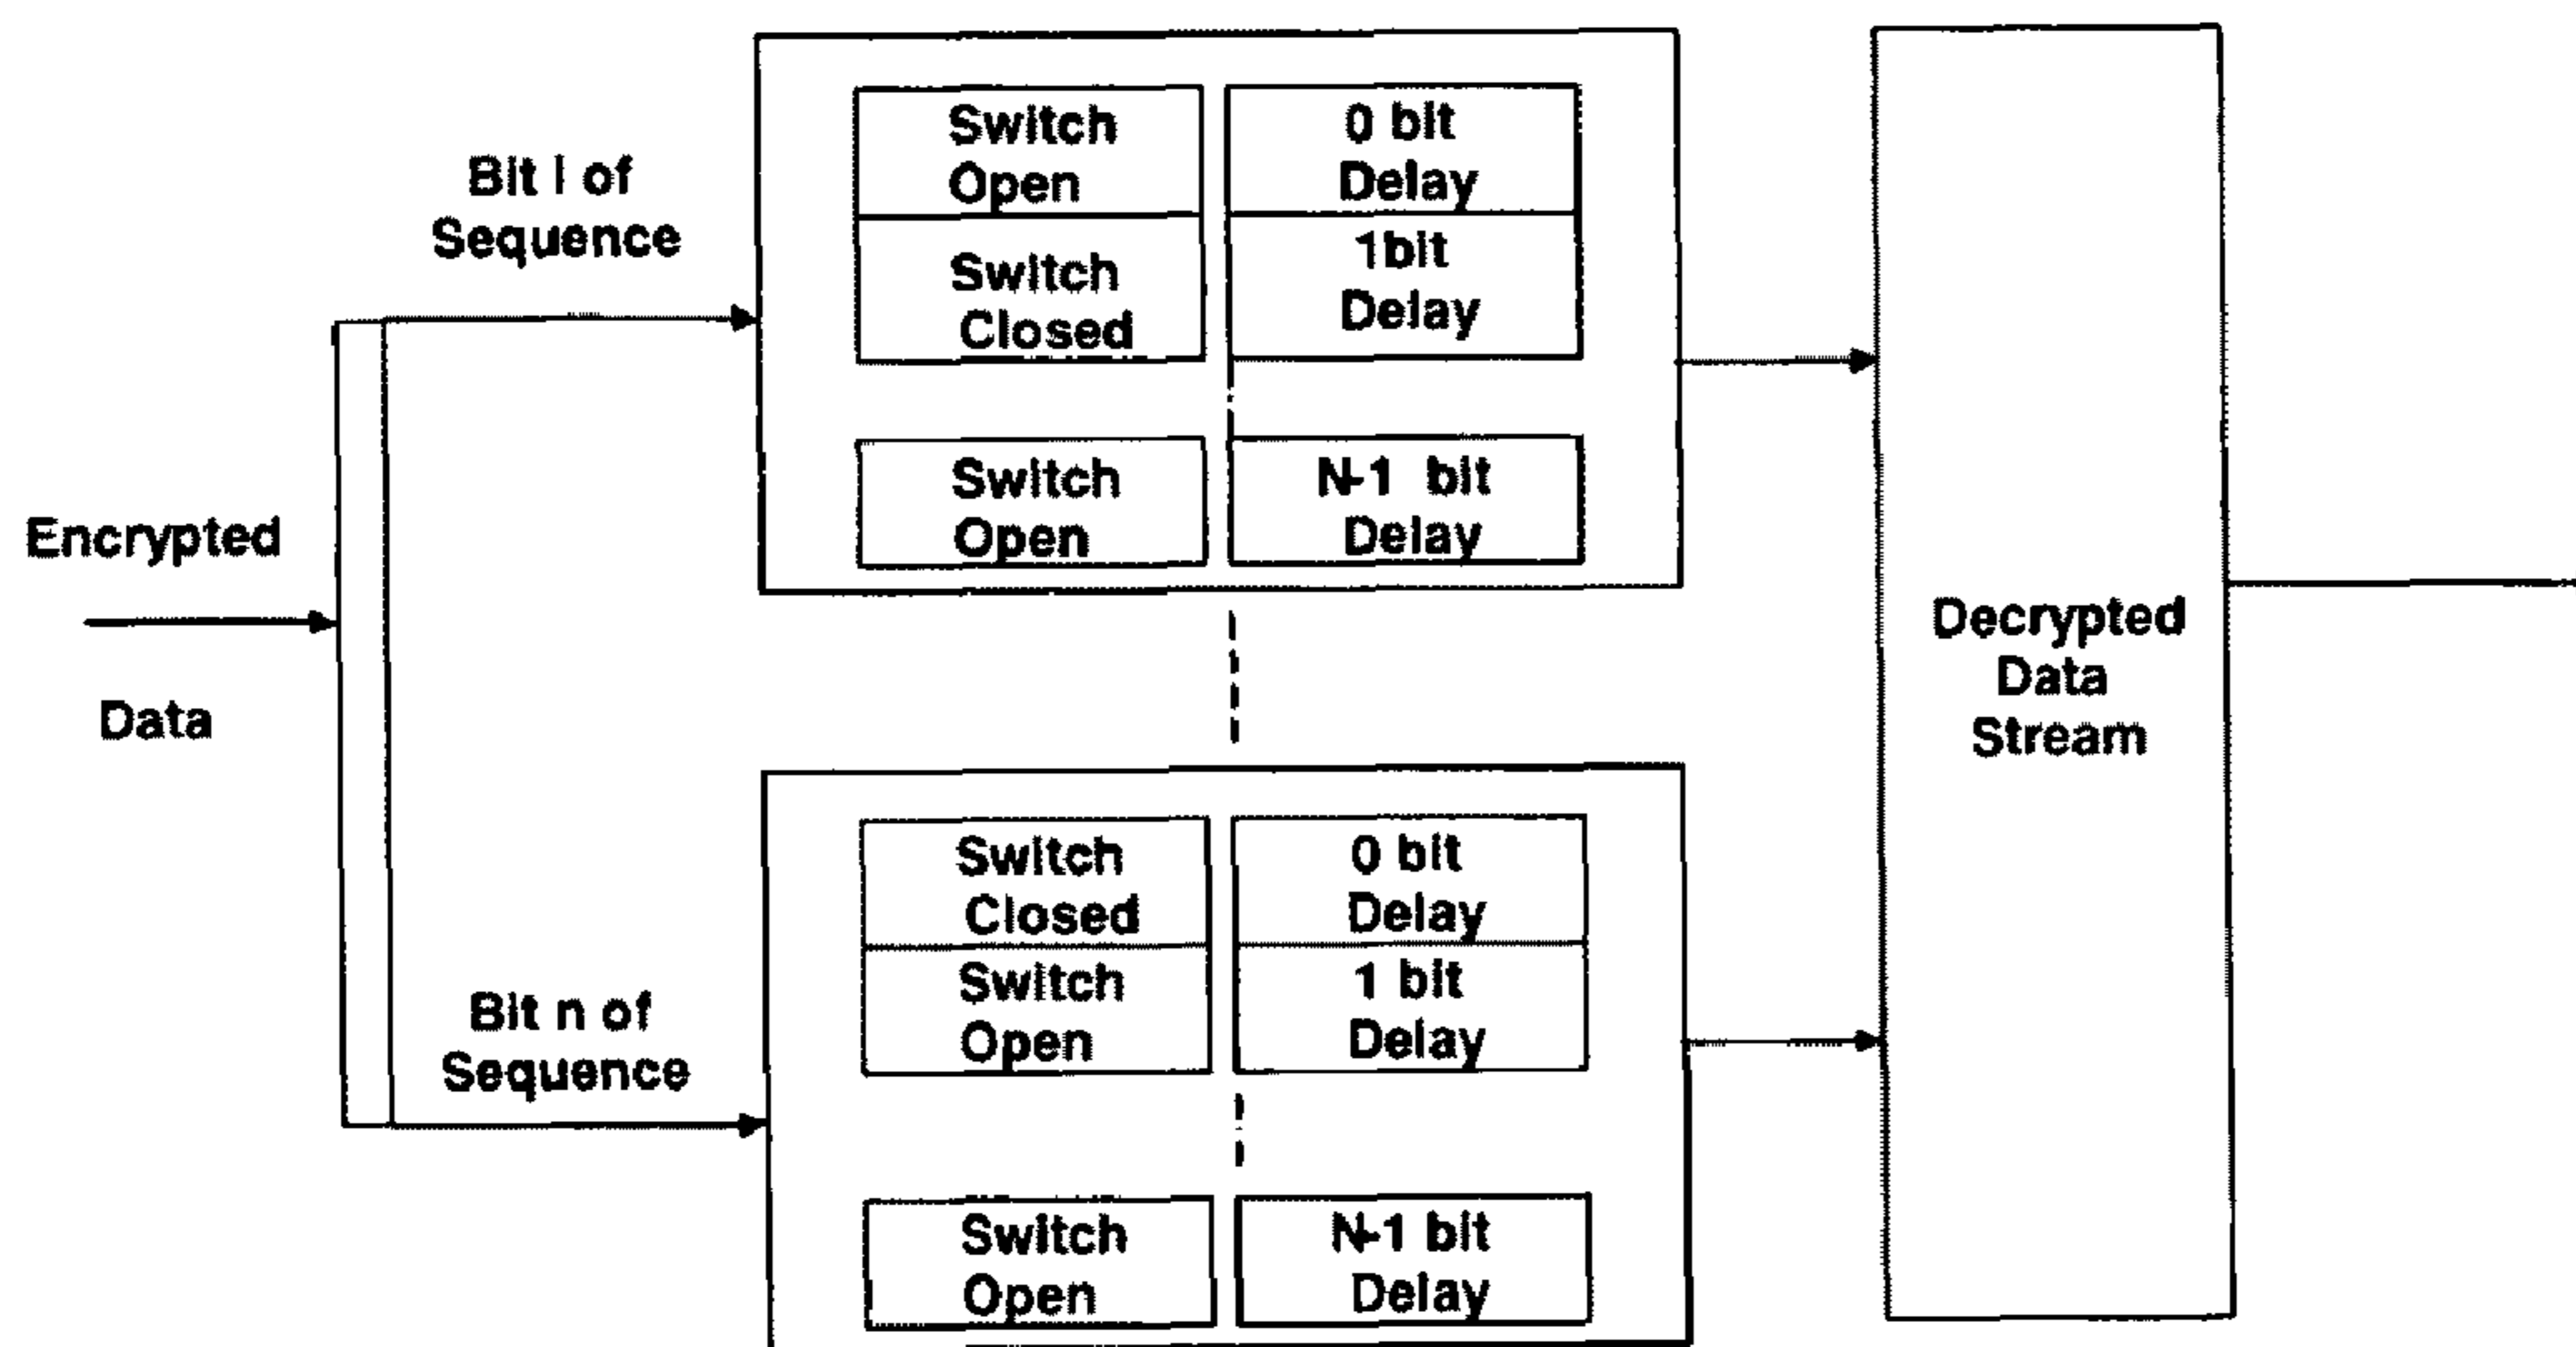 Bit I of
Sequence
Switch
Open
0 bit
Delay
Switch
Closed
1bit
Delay
Switch
Open
N-1 bit
Delay
Encrypted
Data
Decrypted
Data
Stream
Bit n of
Sequence
Switch
Closed
0 bit
Delay
Switch
Open
1 bit
Delay
Switch
Open
N-1 bit
Delay